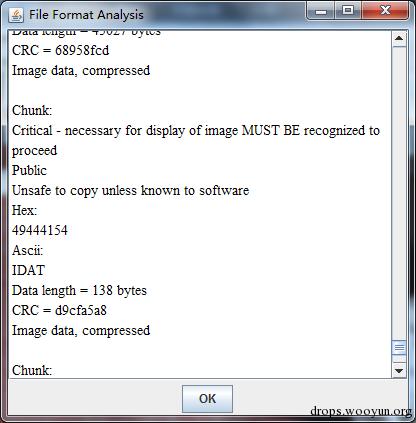 File Format Analysis
Data length = 45027 bytes
CRC = 68958fcd
Image data, compressed
Chunk:
Critical - necessary for display of image MUST BE recognized to
proceed
Public
Unsafe to copy unless known to software
Hex:
49444154
Ascii:
IDAT
Data length = 138 bytes
CRC = d9cfa5a8
Image data, compressed
Chunk:
OK
drops.wooyun.org